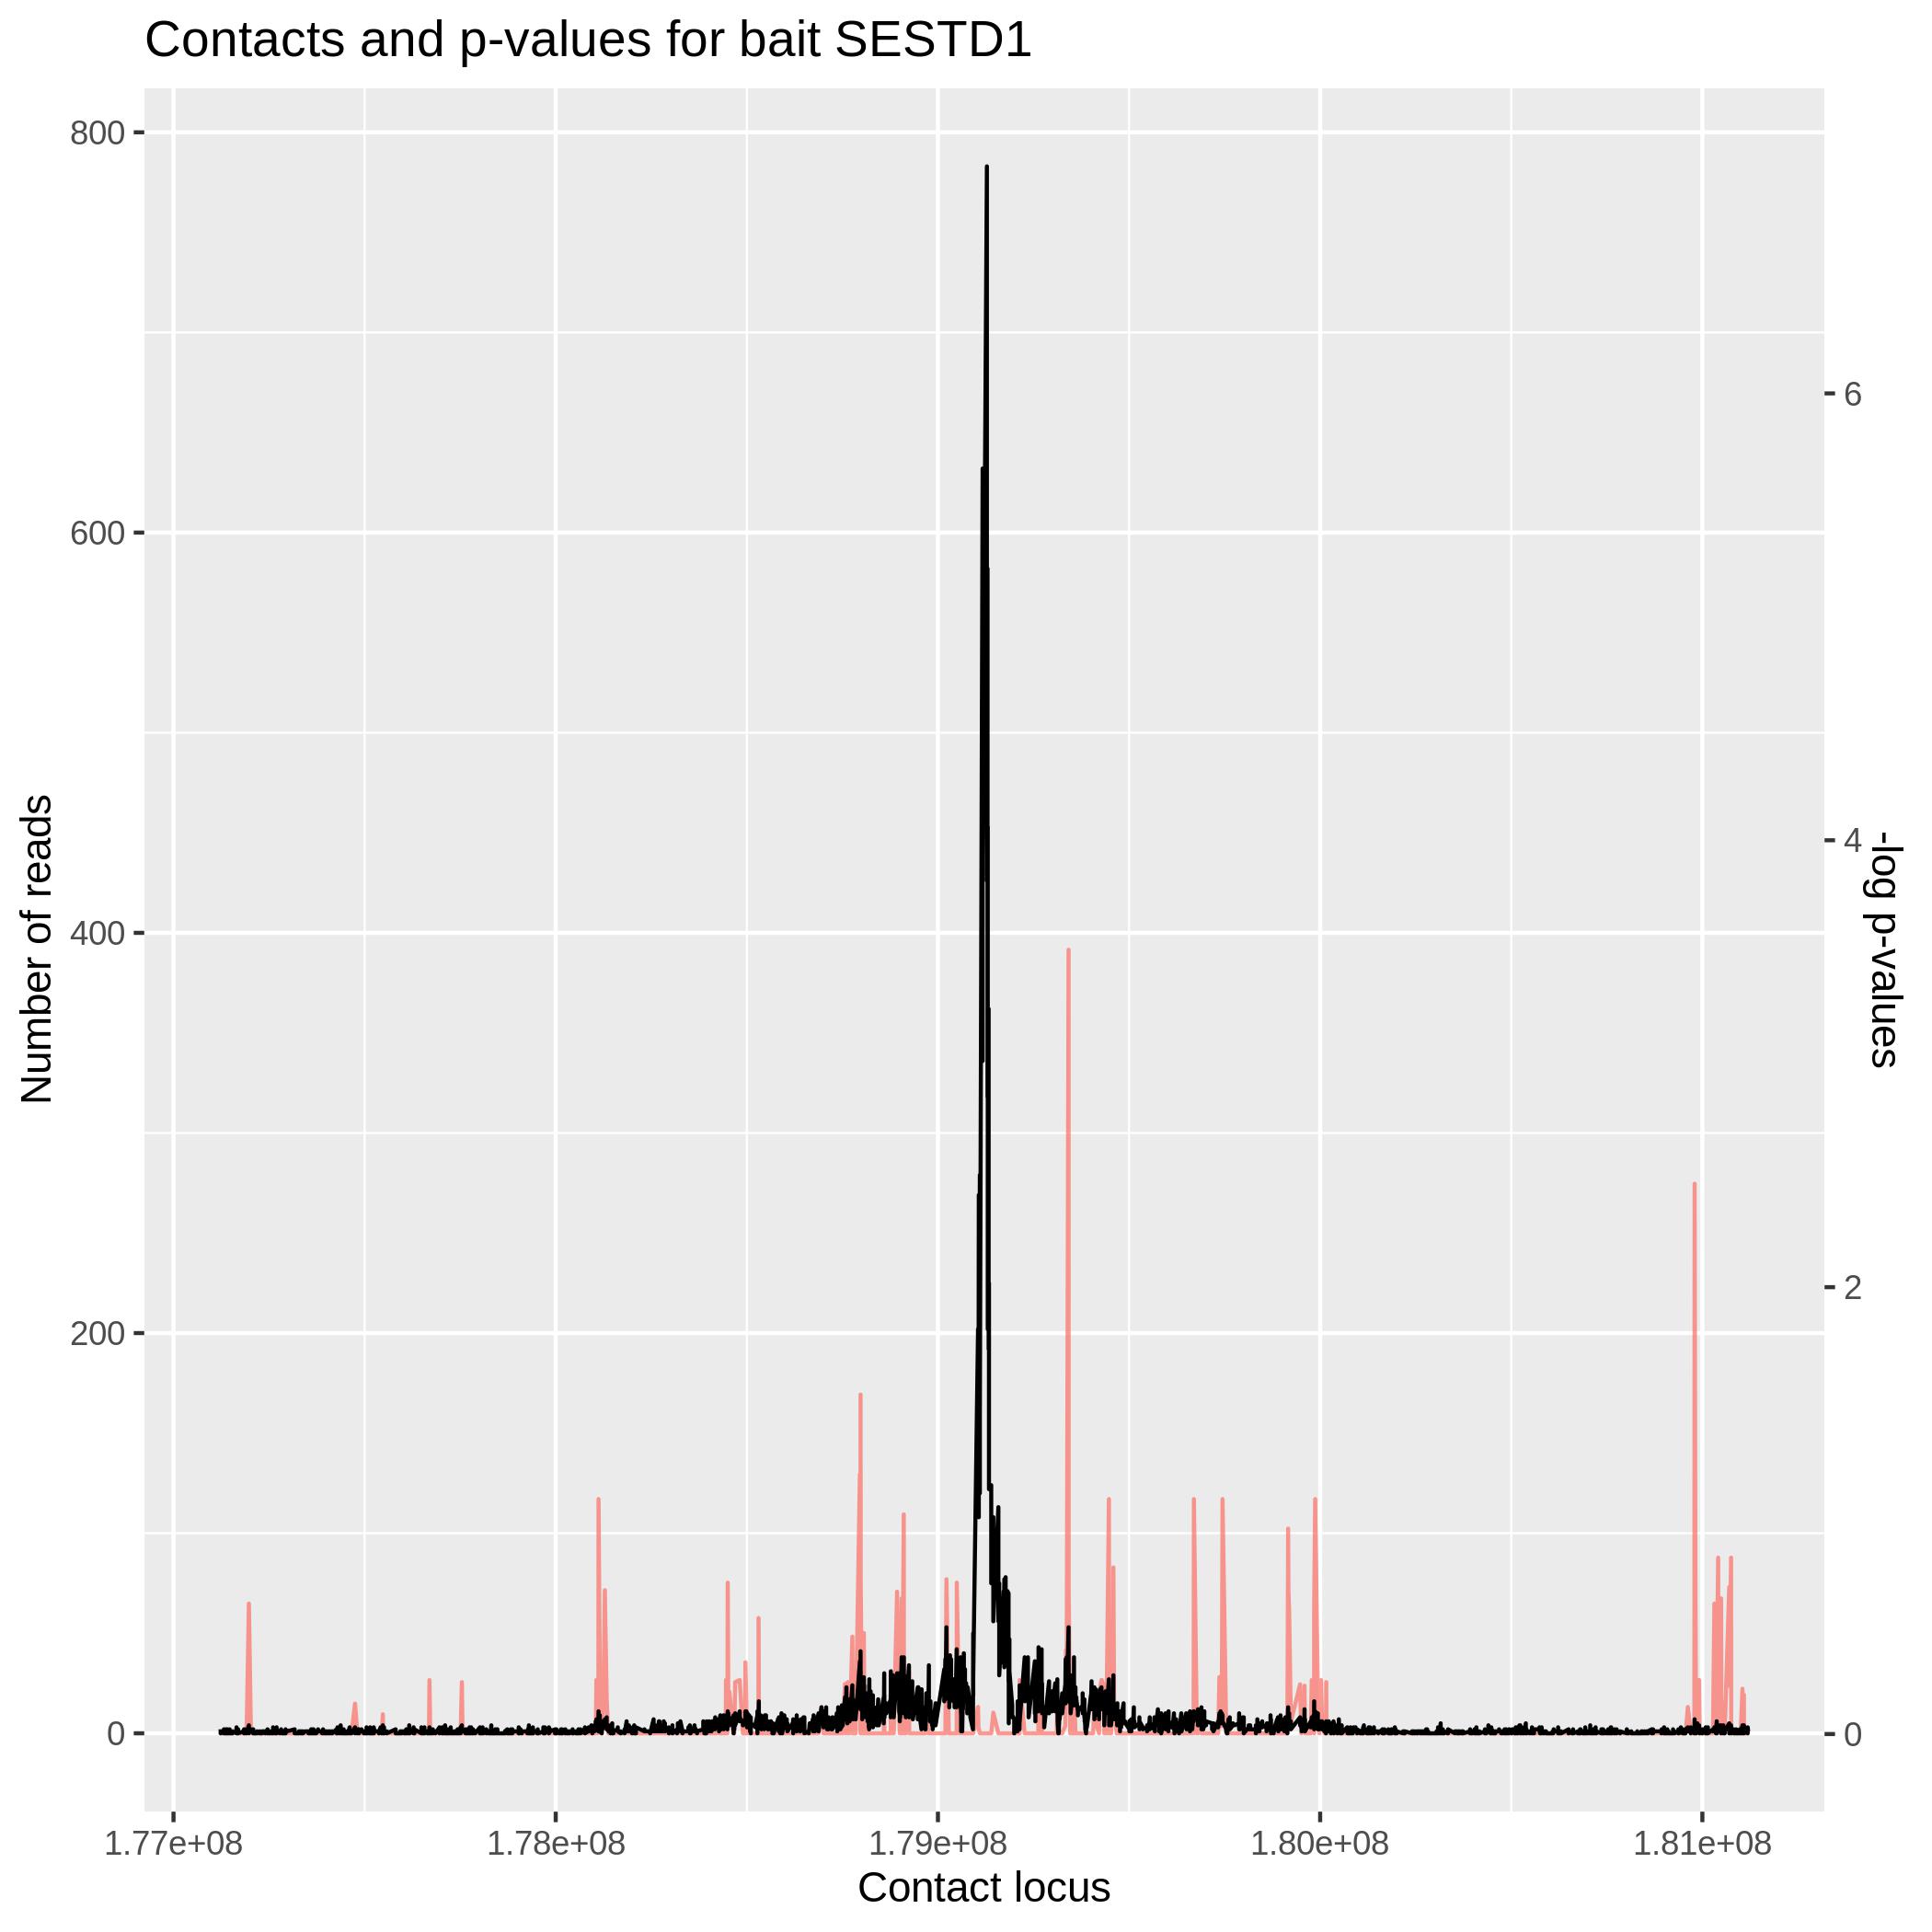 Contacts and p-values for bait SESTD1
800
600
400
200
0
Number of reads
6
4
2
0
-log p-values
1.77e+08
1.78e+08
1.79e+08
1.80e+08
1.81e+08
Contact locus